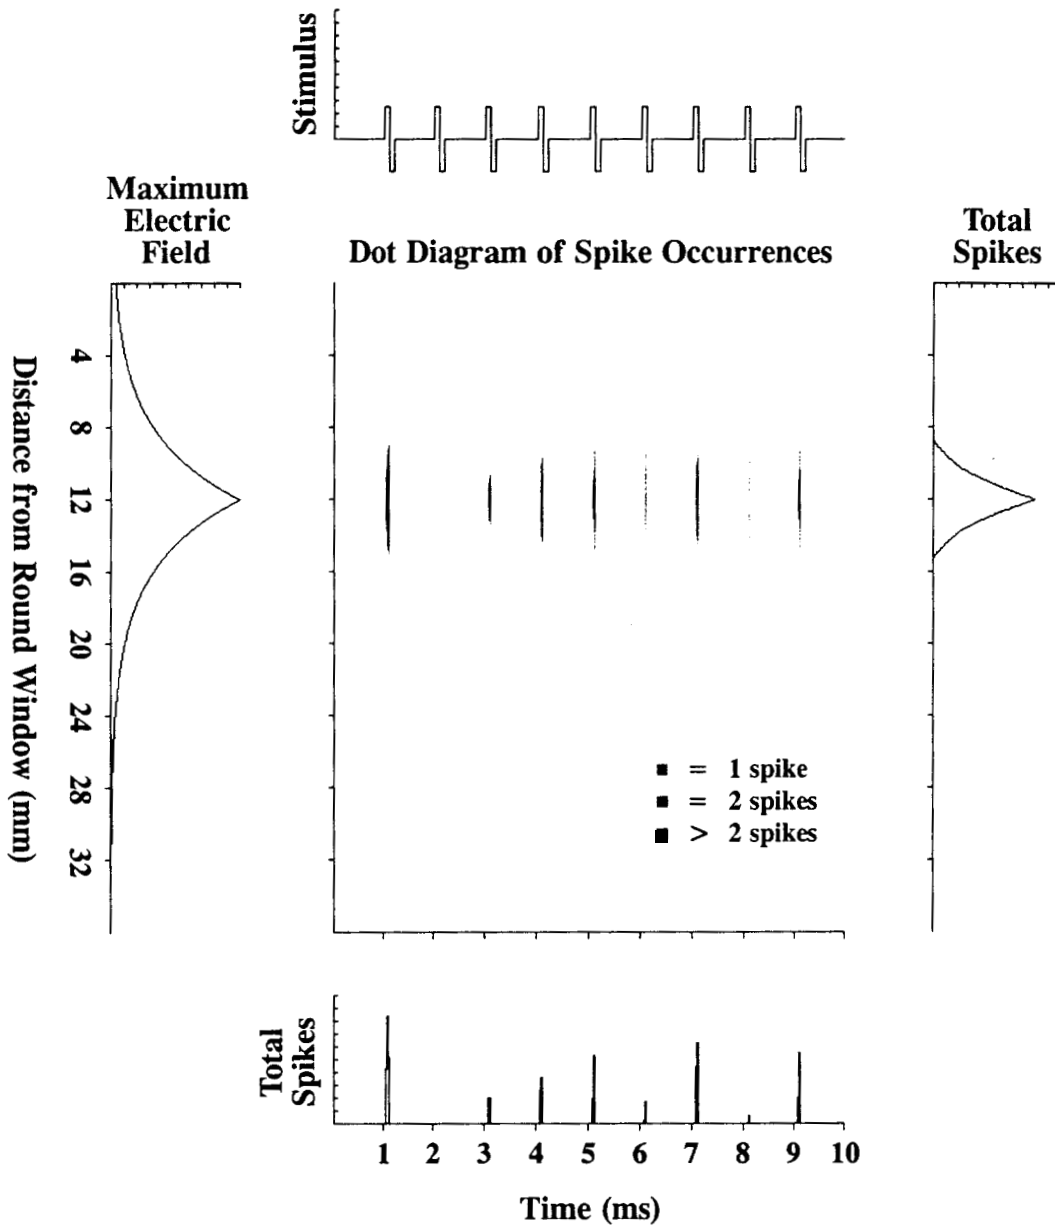 Stimulus
Maximum
Electric
Field
Dot Diagram of Spike Occurrences
Total
Spikes
Distance from Round Window (mm)
4
8
12
16
20
24
28
32
■ = 1 spike
■ = 2 spikes
■ > 2 spikes
Total
Spikes
1 2 3 4 5 6 7 8 9 10
Time (ms)